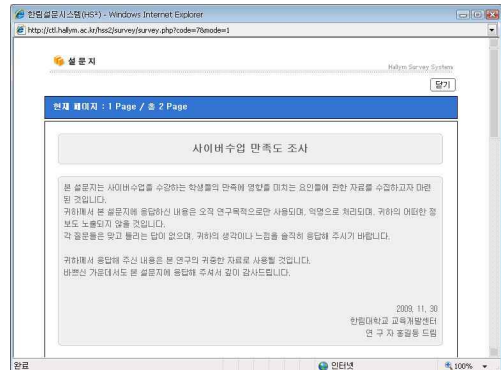 한림설문시스템(HS²) - Windows Internet Explorer
http://ctl.hallym.ac.kr/hss2/survey/survey.php?code=7&mode=1
설 문 지
Hallym Survey System
닫기
현재 페이지 : 1 Page / 총 2 Page
사이버수업 만족도 조사
본 설문지는 사이버수업를 수강하는 학생들의 만족에 영향를 미치는 요인들에 관한 자료를 수집하고자 마련
된 것입니다.
귀하께서 본 설문지에 응답하신 내용은 오직 연구목적으로만 사용되며, 익명으로 처리되며, 귀하의 어떠한 정
보도 노출되지 않을 것입니다.
각 질문들은 맞고 틀리는 답이 없으며, 귀하의 생각이나 느낌을 솔직히 응답해 주시기 바랍니다.
귀하께서 응답해 주신 내용은 본 연구의 귀중한 자료로 사용될 것입니다.
바쁘신 가운데서도 본 설문지에 응답해 주셔서 깊이 감사드립니다.
2009, 11, 30
한림대학교 교육개발센터
연 구 자 홍길동 드림
완료
인터넷
100%